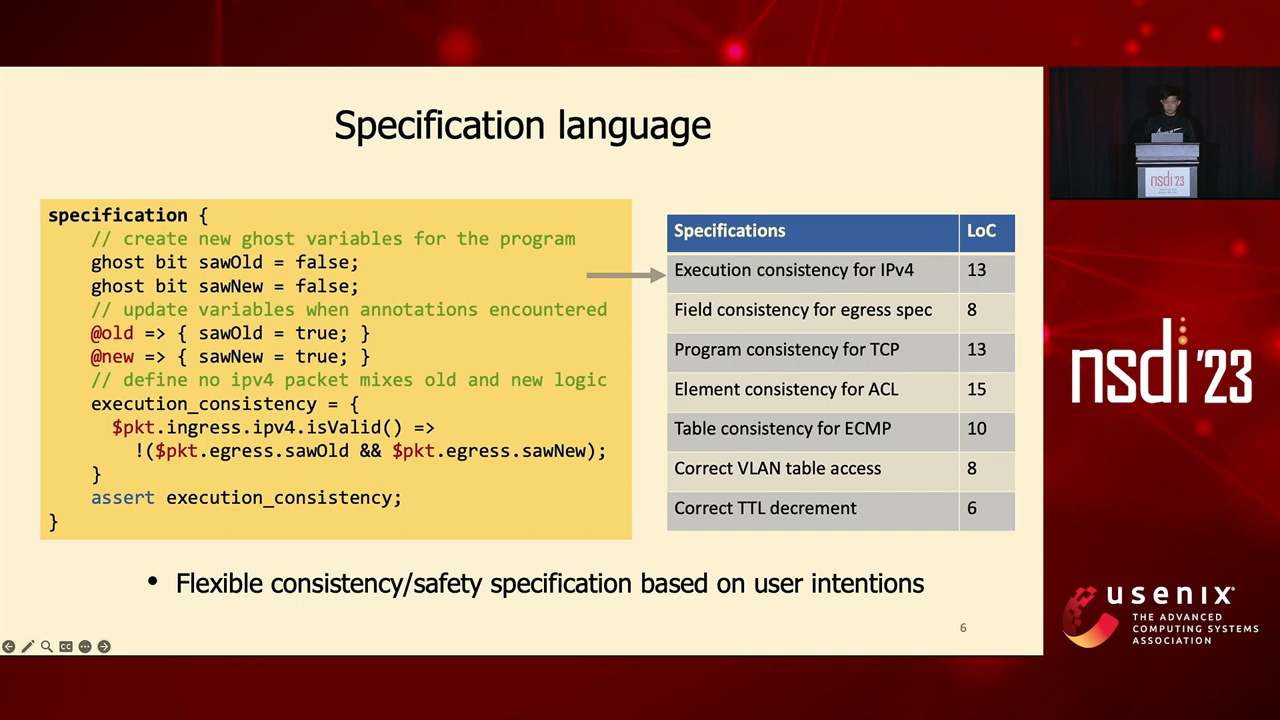 Specification language
specification {
// create new ghost variables for the program
ghost bit sawOld = false;
ghost bit sawNew = false;
// update variables when annotations encountered
@old => { sawOld = true; }
@new => { sawNew = true; }
// define no ipv4 packet mixes old and new logic
execution_consistency = {
$pkt.ingress.ipv4.isValid() =>
!($pkt.egress.sawOld && $pkt.egress.sawNew);
}
assert execution_consistency;
}
Specifications LoC
Execution consistency for IPv4 13
Field consistency for egress spec 8
Program consistency for TCP 13
Element consistency for ACL 15
Table consistency for ECMP 10
Correct VLAN table access 8
Correct TTL decrement 6
• Flexible consistency/safety specification based on user intentions
6
nsdi'23
nsdi'23
usenix®
THE ADVANCED
COMPUTING SYSTEMS
ASSOCIATION